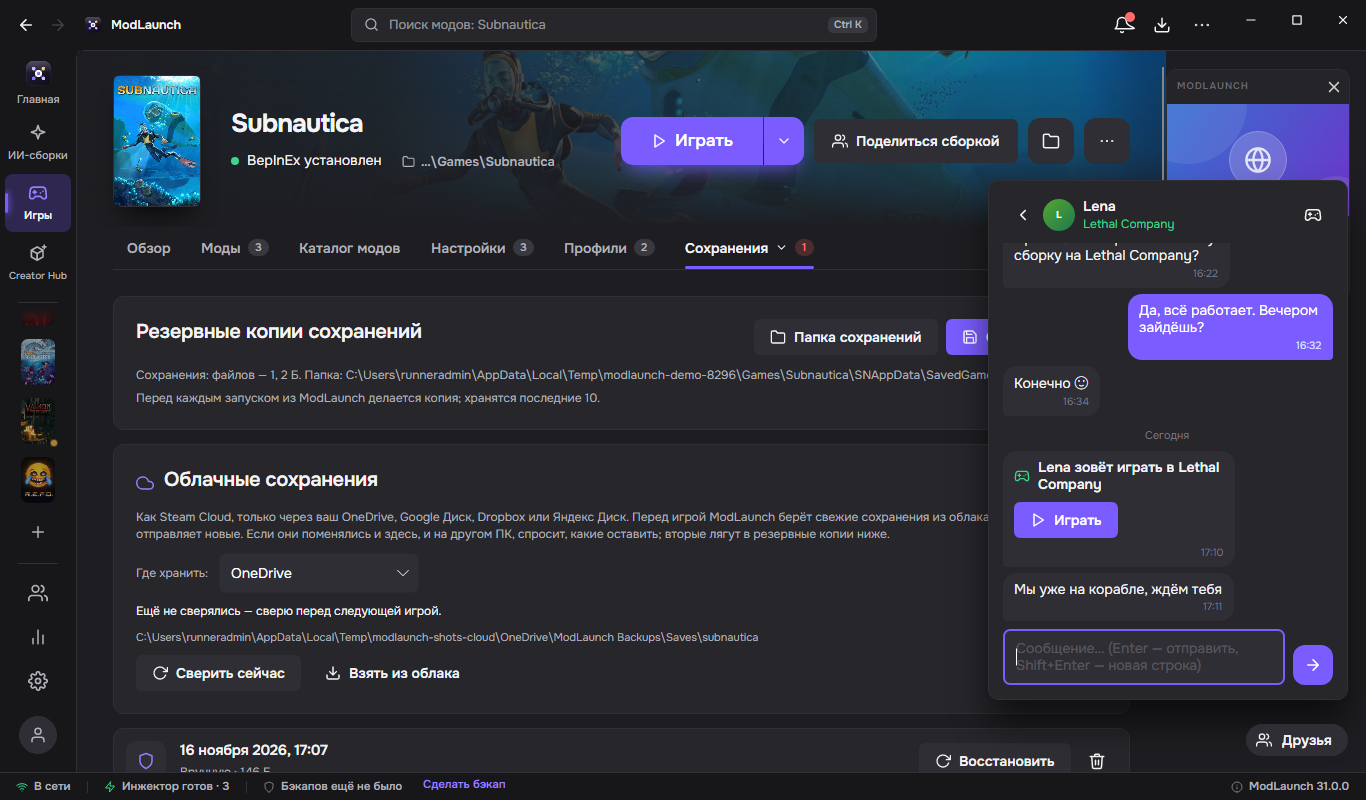 ModLaunch
Поиск модов: Subnautica
Ctrl K
Главная
ИИ-сборки
Игры
Creator Hub
SUBNAUTICA
Subnautica
BepInEx установлен
...\Games\Subnautica
Играть
Поделиться сборкой
MODLAUNCH
Обзор
Моды 3
Каталог модов
Настройки 3
Профили 2
Сохранения 1
Резервные копии сохранений
Папка сохранений
Сохранения: файлов — 1, 2 Б. Папка: C:\Users\runneradmin\AppData\Local\Temp\modlaunch-demo-8296\Games\Subnautica\SNAppData\SavedGame
Перед каждым запуском из ModLaunch делается копия; хранятся последние 10.
Облачные сохранения
Как Steam Cloud, только через ваш OneDrive, Google Диск, Dropbox или Яндекс Диск. Перед игрой ModLaunch берёт свежие сохранения из облака
отправляет новые. Если они поменялись и здесь, и на другом ПК, спросит, какие оставить; вторые лягут в резервные копии ниже.
Где хранить:
OneDrive
Ещё не сверялись — сверю перед следующей игрой.
C:\Users\runneradmin\AppData\Local\Temp\modlaunch-shots-cloud\OneDrive\ModLaunch Backups\Saves\subnautica
Сверить сейчас
Взять из облака
16 ноября 2026, 17:07
Вручную · 146 Б
Восстановить
L
Lena
Lethal Company
сборку на Lethal Company?
16:22
Да, всё работает. Вечером
зайдёшь?
16:32
Конечно
16:34
Сегодня
Lena зовёт играть в Lethal
Company
Играть
17:10
Мы уже на корабле, ждём тебя
17:11
Сообщение... (Enter — отправить,
Shift+Enter — новая строка)
Друзья
R.E.P.O.
В сети
Инжектор готов · 3
Бэкапов ещё не было
Сделать бэкап
ModLaunch 31.0.0